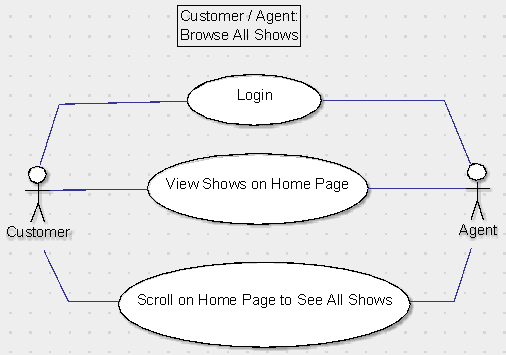 Customer / Agent:
Browse All Shows
Login
View Shows on Home Page
Customer
Agent
Scroll on Home Page to See All Shows